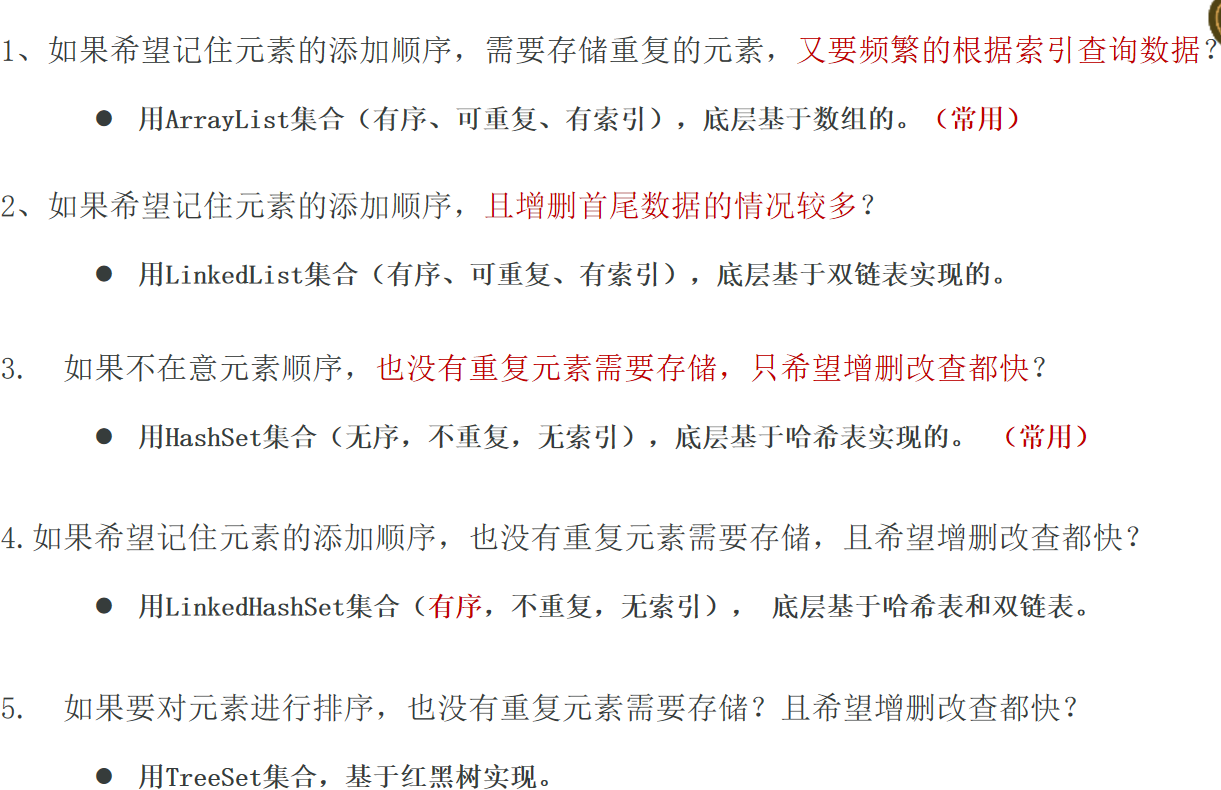 1、如果希望记住元素的添加顺序，需要存储重复的元素，又要频繁的根据索引查询数据？
● 用ArrayList集合（有序、可重复、有索引），底层基于数组的。（常用）
2、如果希望记住元素的添加顺序，且增删首尾数据的情况较多？
● 用LinkedList集合（有序、可重复、有索引），底层基于双链表实现的。
3. 如果不在意元素顺序，也没有重复元素需要存储，只希望增删改查都快？
● 用HashSet集合（无序，不重复，无索引），底层基于哈希表实现的。 （常用）
4.如果希望记住元素的添加顺序，也没有重复元素需要存储，且希望增删改查都快？
● 用LinkedHashSet集合（有序，不重复，无索引）， 底层基于哈希表和双链表。
5. 如果要对元素进行排序，也没有重复元素需要存储？且希望增删改查都快？
● 用TreeSet集合，基于红黑树实现。